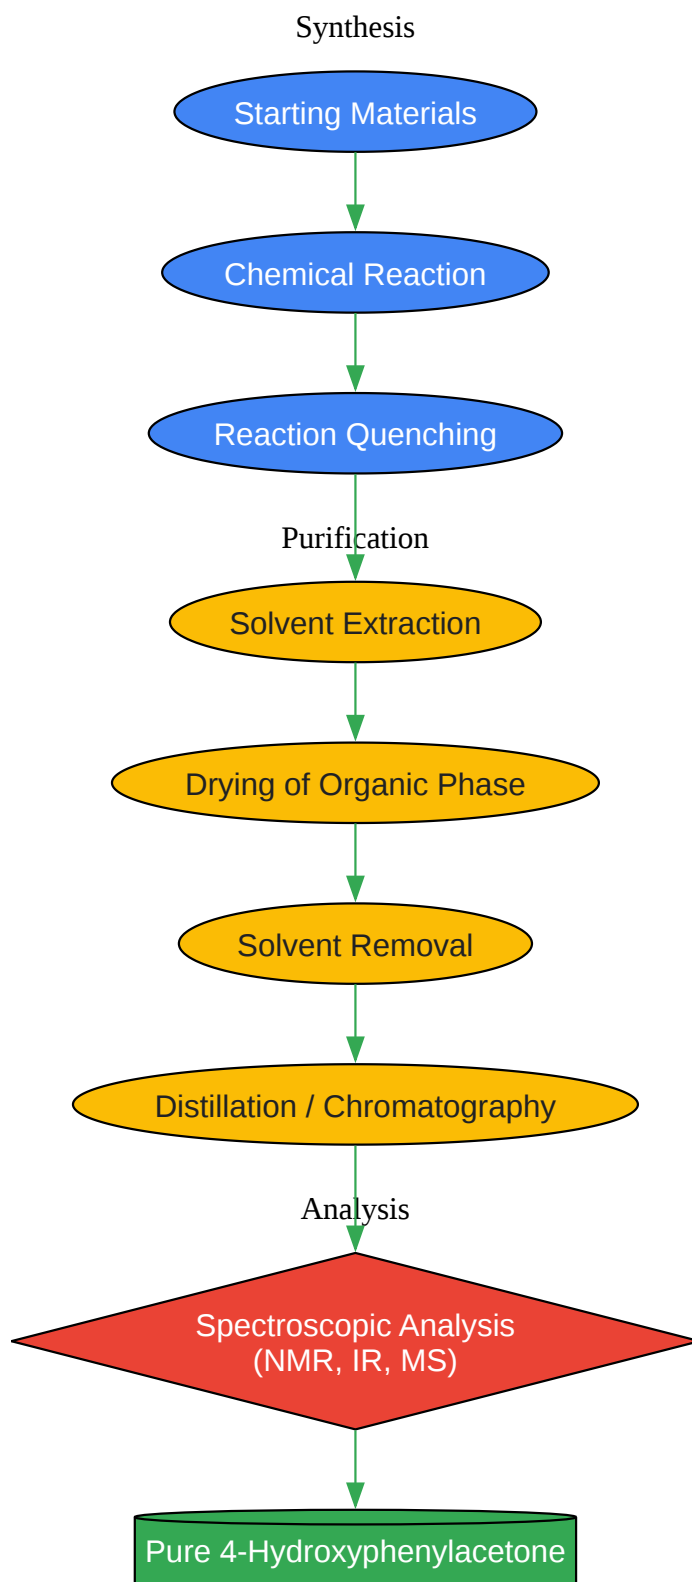 Synthesis
Starting Materials
Chemical Reaction
Reaction Quenching
Purification
Solvent Extraction
Drying of Organic Phase
Solvent Removal
Distillation / Chromatography
Analysis
Spectroscopic Analysis
(NMR, IR, MS)
Pure 4-Hydroxyphenylacetone